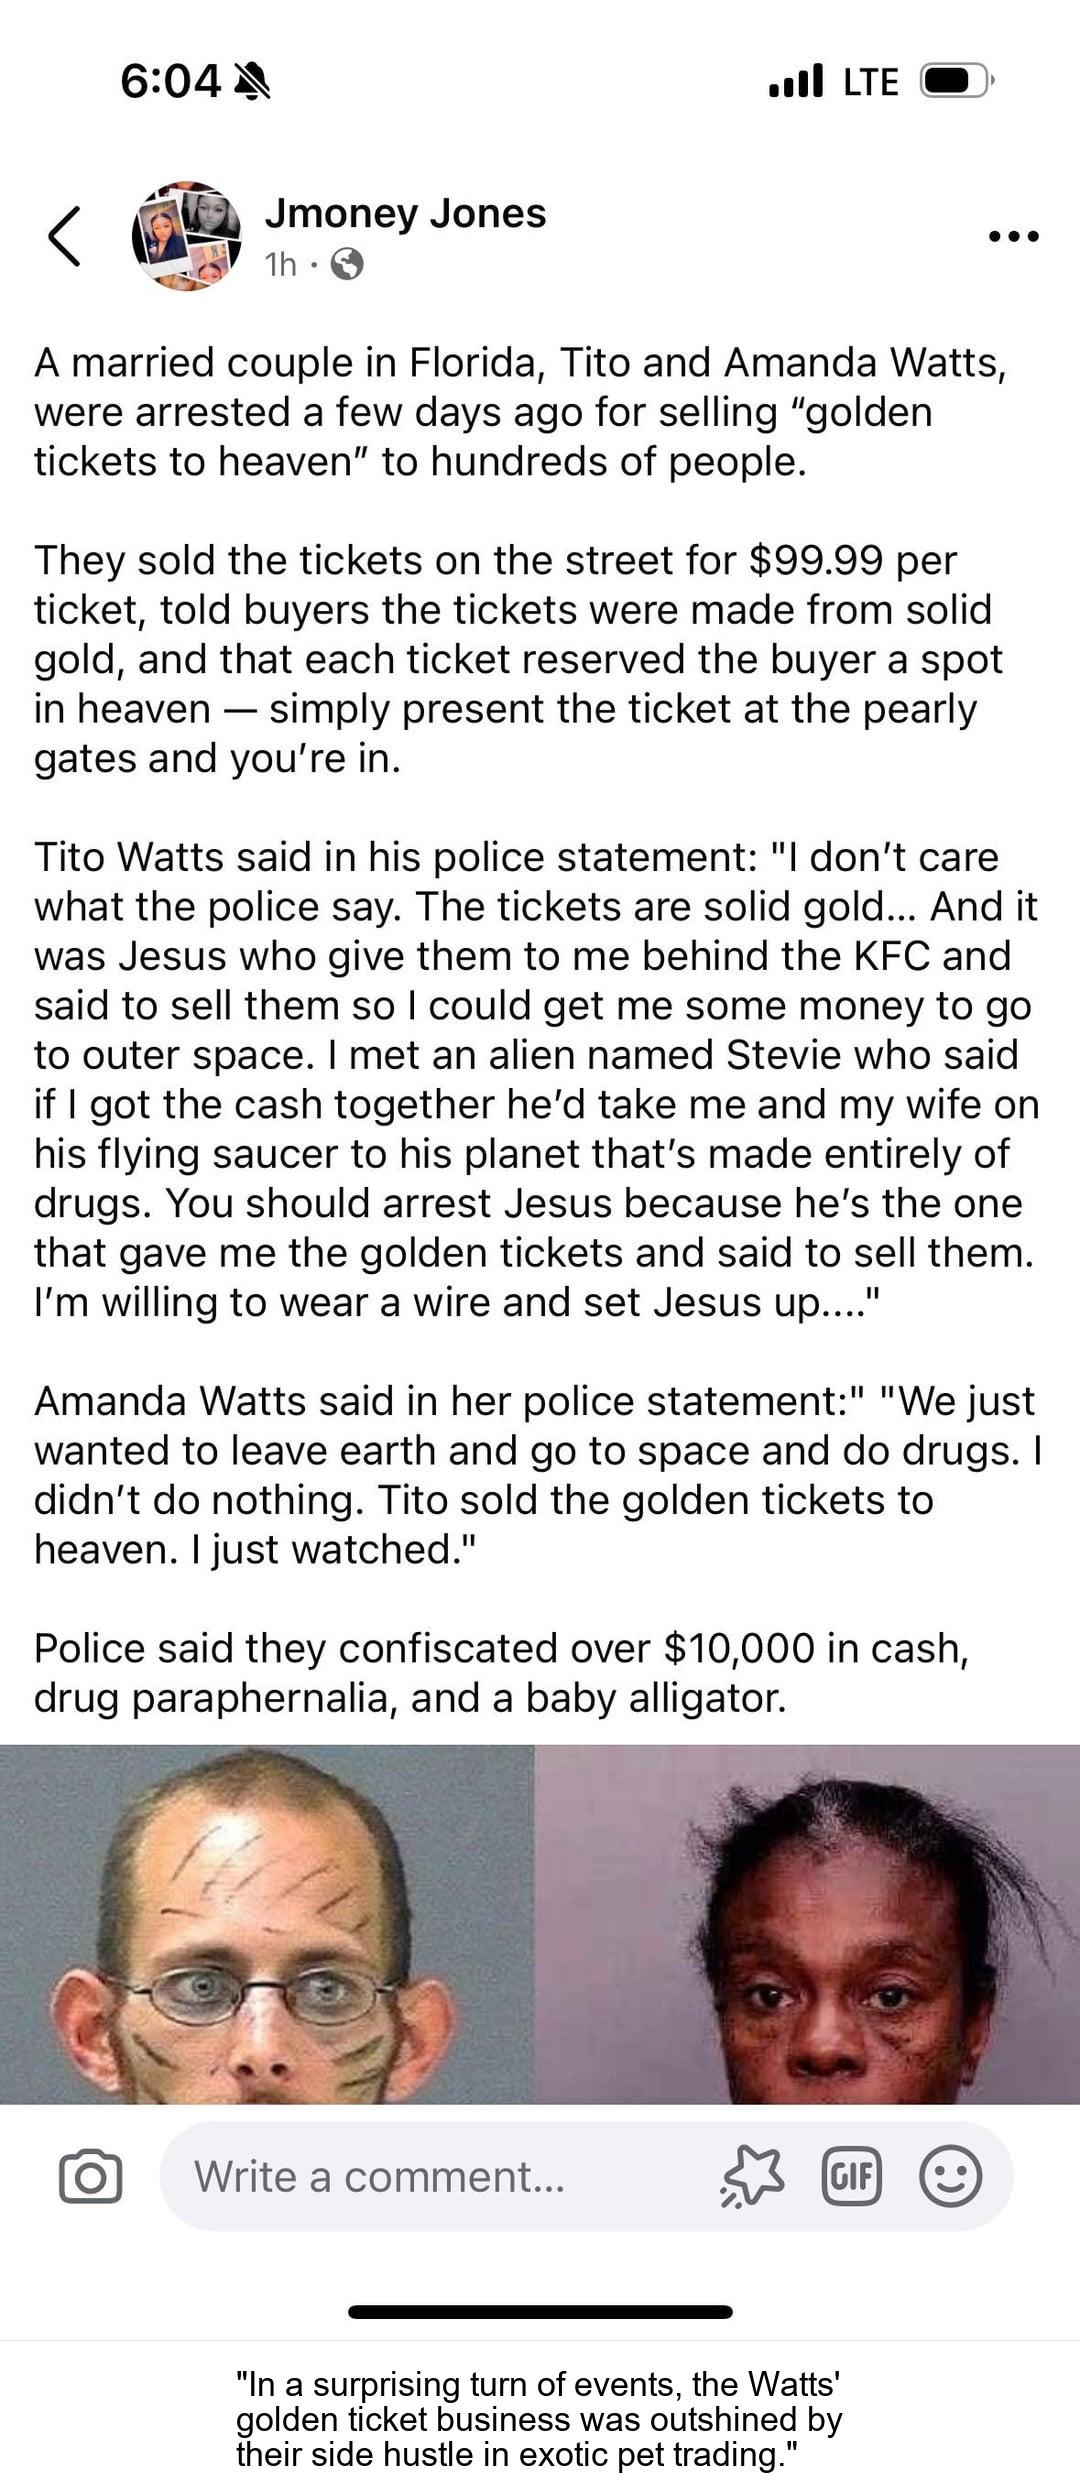 6:04
LTE
Jmoney Jones
1h ·
A married couple in Florida, Tito and Amanda Watts,
were arrested a few days ago for selling “golden
tickets to heaven” to hundreds of people.
They sold the tickets on the street for $99.99 per
ticket, told buyers the tickets were made from solid
gold, and that each ticket reserved the buyer a spot
in heaven — simply present the ticket at the pearly
gates and you’re in.
Tito Watts said in his police statement: "I don’t care
what the police say. The tickets are solid gold... And it
was Jesus who give them to me behind the KFC and
said to sell them so I could get me some money to go
to outer space. I met an alien named Stevie who said
if I got the cash together he’d take me and my wife on
his flying saucer to his planet that’s made entirely of
drugs. You should arrest Jesus because he’s the one
that gave me the golden tickets and said to sell them.
I’m willing to wear a wire and set Jesus up...."
Amanda Watts said in her police statement:" "We just
wanted to leave earth and go to space and do drugs. I
didn’t do nothing. Tito sold the golden tickets to
heaven. I just watched."
Police said they confiscated over $10,000 in cash,
drug paraphernalia, and a baby alligator.
Write a comment...
GIF
"In a surprising turn of events, the Watts'
golden ticket business was outshined by
their side hustle in exotic pet trading."